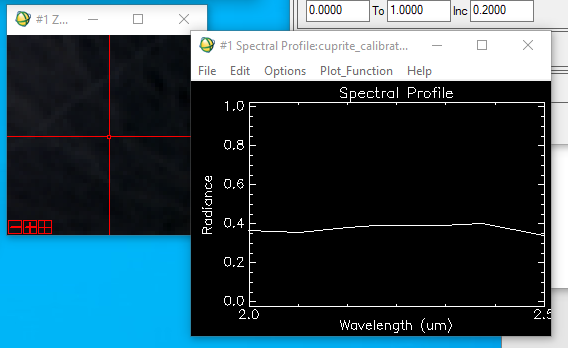 0.0000 To 1.0000 Inc 0.2000
#1 Z...
#1 Spectral Profile:cuprite_calibrat...
File Edit Options Plot_Function Help
Spectral Profile
1.0
0.8
0.6
0.4
0.2
0.0
Radiance
2.0 2.5
Wavelength (um)